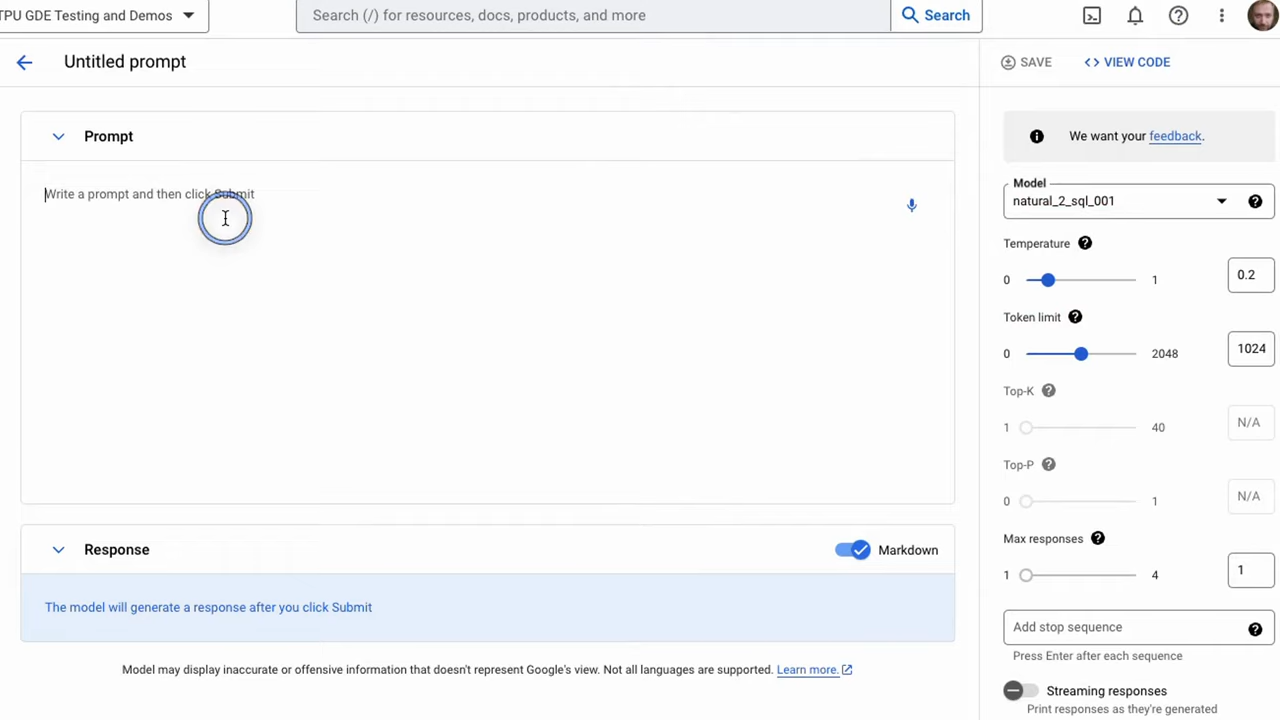 TPU GDE Testing and Demos
Search (/) for resources, docs, products, and more
Search
Untitled prompt
SAVE
<> VIEW CODE
Prompt
Write a prompt and then click Submit
We want your feedback.
Model
natural_2_sql_001
Temperature
0
1
0.2
Token limit
0
2048
1024
Top-K
1
40
N/A
Top-P
0
1
N/A
Max responses
1
4
1
Add stop sequence
Press Enter after each sequence
Streaming responses
Print responses as they're generated
Response
Markdown
The model will generate a response after you click Submit
Model may display inaccurate or offensive information that doesn't represent Google's view. Not all languages are supported. Learn more.